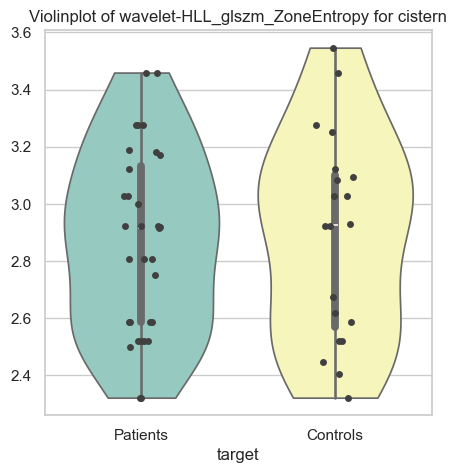 Violinplot of wavelet-HLL_glszm_ZoneEntropy for cistern
3.6
3.4
3.2
3.0
2.8
2.6
2.4
Patients
Controls
target